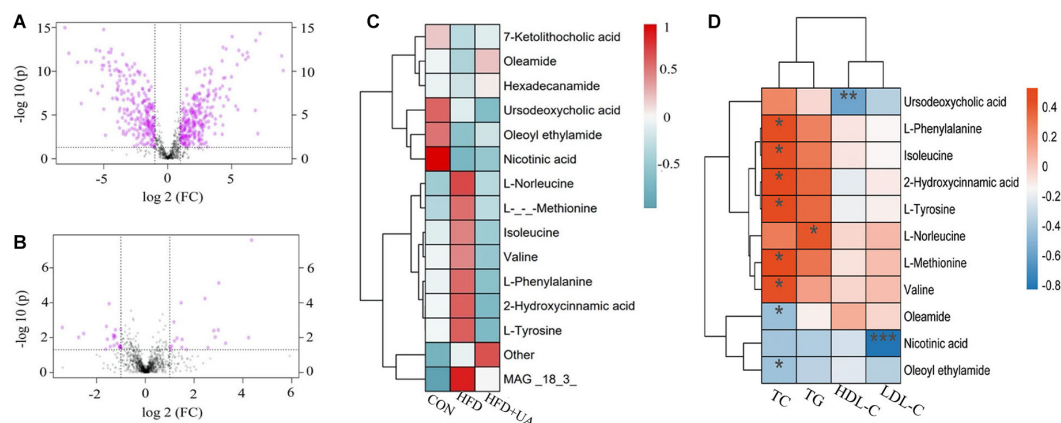 A
-log 10 (p)
15
10
5
0
15
10
5
0
-5
0
5
log 2 (FC)
B
-log 10 (p)
6
4
2
0
6
4
2
0
-2
0
2
4
6
log 2 (FC)
C
7-Ketolithocholic acid
Oleamide
Hexadecanamide
Ursodeoxycholic acid
Oleoyl ethylamide
Nicotinic acid
L-Norleucine
L-_-_-Methionine
Isoleucine
Valine
L-Phenylalanine
2-Hydroxycinnamic acid
L-Tyrosine
Other
MAG _18_3_
CON
HFD
HFD+UA
1
0.5
0
-0.5
D
Ursodeoxycholic acid
**
L-Phenylalanine
*
Isoleucine
*
2-Hydroxycinnamic acid
*
L-Tyrosine
*
L-Norleucine
*
L-Methionine
*
Valine
*
Oleamide
*
Nicotinic acid
***
Oleoyl ethylamide
*
TC
TG
HDL-C
LDL-C
0.4
0.2
0
-0.2
-0.4
-0.6
-0.8